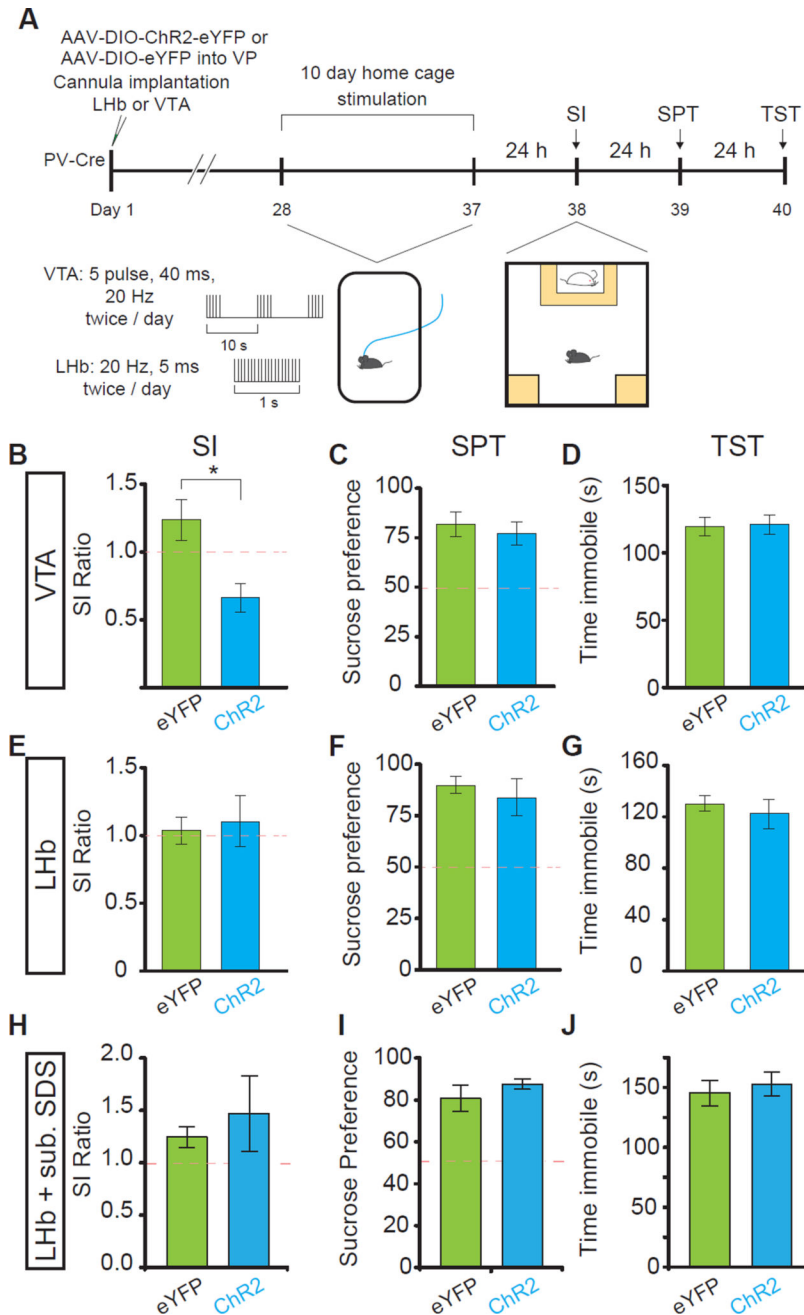 A
AAV-DIO-ChR2-eYFP or
AAV-DIO-eYFP into VP
Cannula implantation
LHb or VTA
10 day home cage
stimulation
SI
SPT
TST
24 h
24 h
24 h
PV-Cre
Day 1
28
37
38
39
40
VTA: 5 pulse, 40 ms,
20 Hz
twice / day
10 s
LHb: 20 Hz, 5 ms
twice / day
1 s
SI
SPT
TST
VTA
B
SI Ratio
1.5
1.0
0.5
0
*
eYFP
ChR2
C
Sucrose preference
100
75
50
25
0
eYFP
ChR2
D
Time immobile (s)
150
120
90
60
30
0
eYFP
ChR2
LHb
E
SI Ratio
1.5
1.0
0.5
0
eYFP
ChR2
F
Sucrose preference
100
75
50
25
0
eYFP
ChR2
G
Time immobile (s)
160
120
80
40
0
eYFP
ChR2
LHb + sub. SDS
H
SI Ratio
2.0
1.5
1.0
0.5
0.0
eYFP
ChR2
I
Sucrose Preference
100
80
60
40
20
0
eYFP
ChR2
J
Time immobile (s)
150
100
50
0
eYFP
ChR2